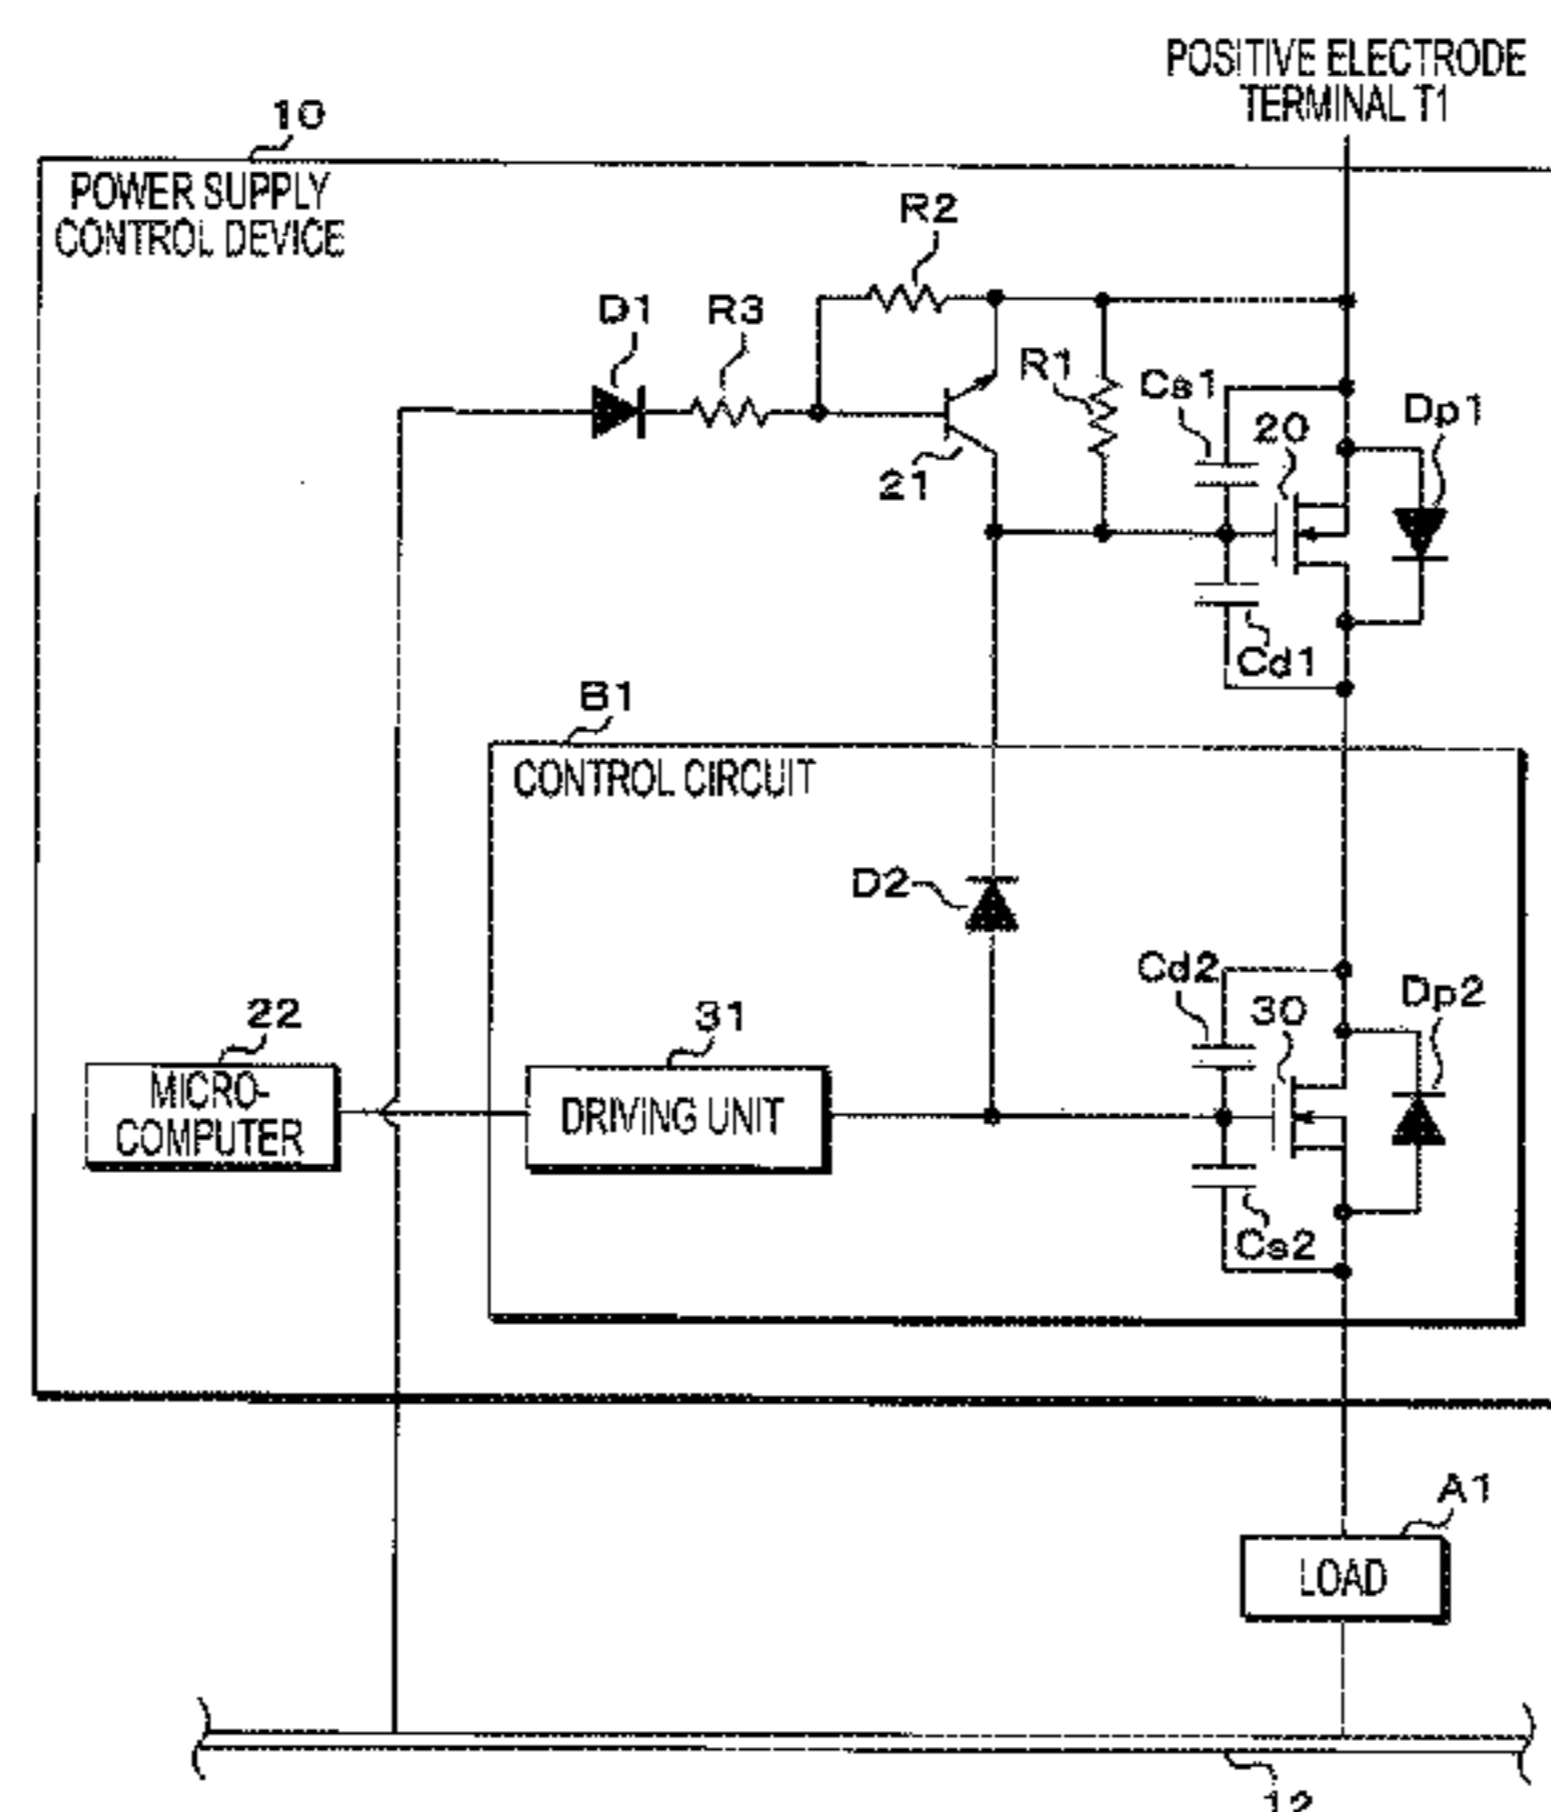 POSITIVE ELECTRODE
TERMINAL T1
10
POWER SUPPLY
CONTROL DEVICE
R2
D1
R3
R1
Cs1
Dp1
20
21
Cd1
B1
CONTROL CIRCUIT
D2
Cd2
Dp2
30
22
31
MICRO-
COMPUTER
DRIVING UNIT
Cs2
A1
LOAD
12